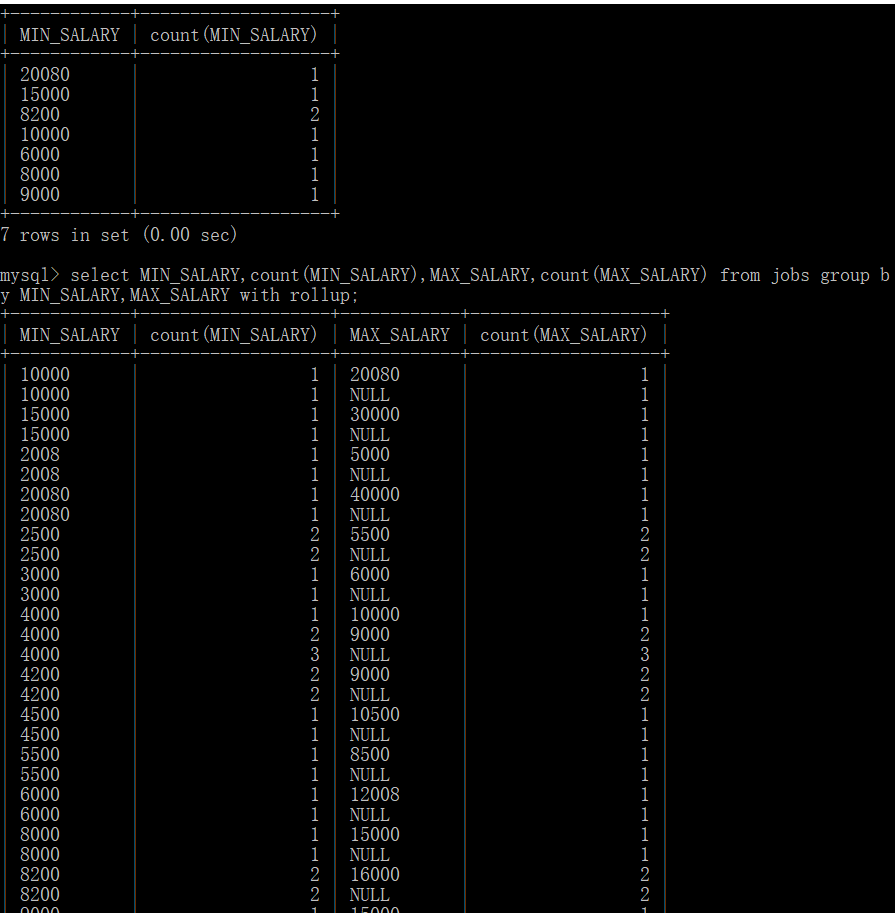 +------------+-------------------+
| MIN_SALARY | count(MIN_SALARY) |
+------------+-------------------+
| 20080 | 1 |
| 15000 | 1 |
| 8200 | 2 |
| 10000 | 1 |
| 6000 | 1 |
| 8000 | 1 |
| 9000 | 1 |
+------------+-------------------+
7 rows in set (0.00 sec)
mysql> select MIN_SALARY,count(MIN_SALARY),MAX_SALARY,count(MAX_SALARY) from jobs group b
y MIN_SALARY,MAX_SALARY with rollup;
+------------+-------------------+------------+-------------------+
| MIN_SALARY | count(MIN_SALARY) | MAX_SALARY | count(MAX_SALARY) |
+------------+-------------------+------------+-------------------+
| 10000 | 1 | 20080 | 1 |
| 10000 | 1 | NULL | 1 |
| 15000 | 1 | 30000 | 1 |
| 15000 | 1 | NULL | 1 |
| 2008 | 1 | 5000 | 1 |
| 2008 | 1 | NULL | 1 |
| 20080 | 1 | 40000 | 1 |
| 20080 | 1 | NULL | 1 |
| 2500 | 2 | 5500 | 2 |
| 2500 | 2 | NULL | 2 |
| 3000 | 1 | 6000 | 1 |
| 3000 | 1 | NULL | 1 |
| 4000 | 1 | 10000 | 1 |
| 4000 | 2 | 9000 | 2 |
| 4000 | 3 | NULL | 3 |
| 4200 | 2 | 9000 | 2 |
| 4200 | 2 | NULL | 2 |
| 4500 | 1 | 10500 | 1 |
| 4500 | 1 | NULL | 1 |
| 5500 | 1 | 8500 | 1 |
| 5500 | 1 | NULL | 1 |
| 6000 | 1 | 12008 | 1 |
| 6000 | 1 | NULL | 1 |
| 8000 | 1 | 15000 | 1 |
| 8000 | 1 | NULL | 1 |
| 8200 | 2 | 16000 | 2 |
| 8200 | 2 | NULL | 2 |